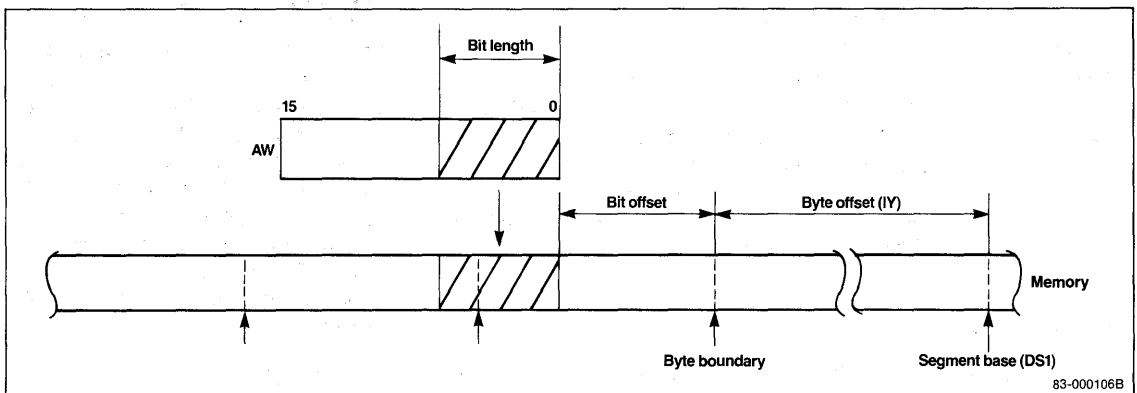 Bit length
15 0
AW
Bit offset Byte offset (IY)
Memory
Byte boundary Segment base (DS1)
83-000106B